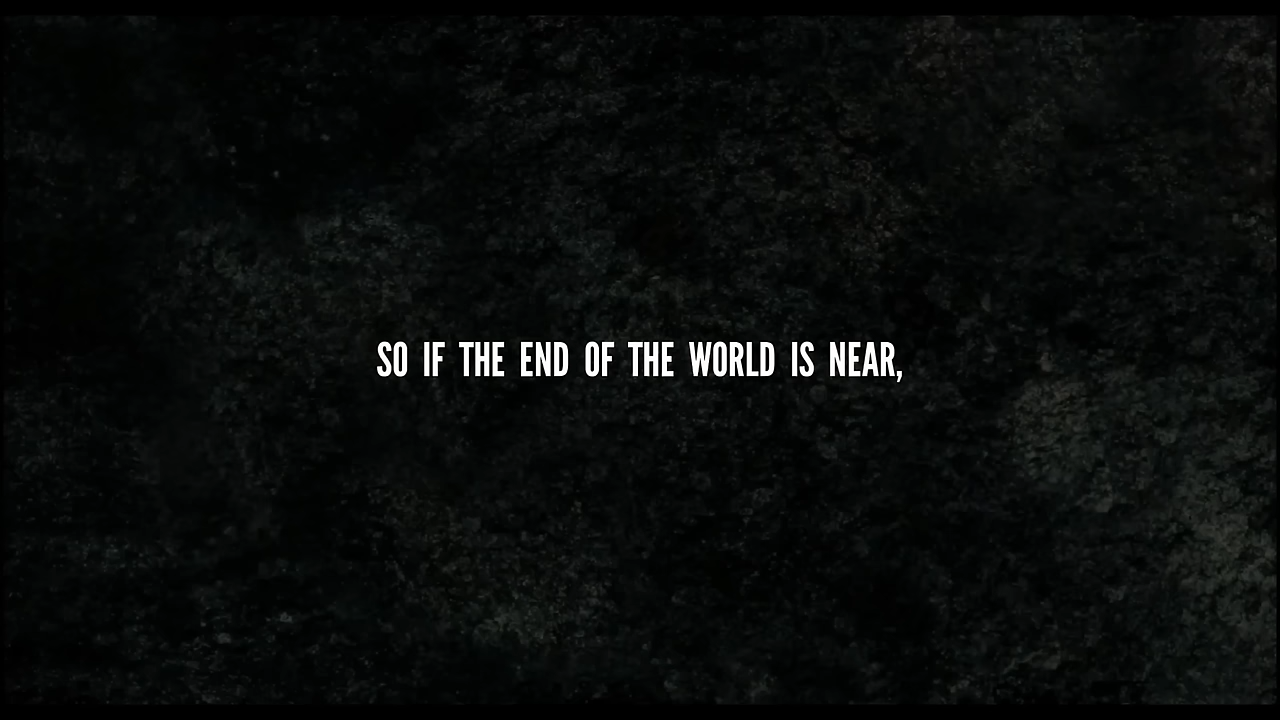 SO IF THE END OF THE WORLD IS NEAR,